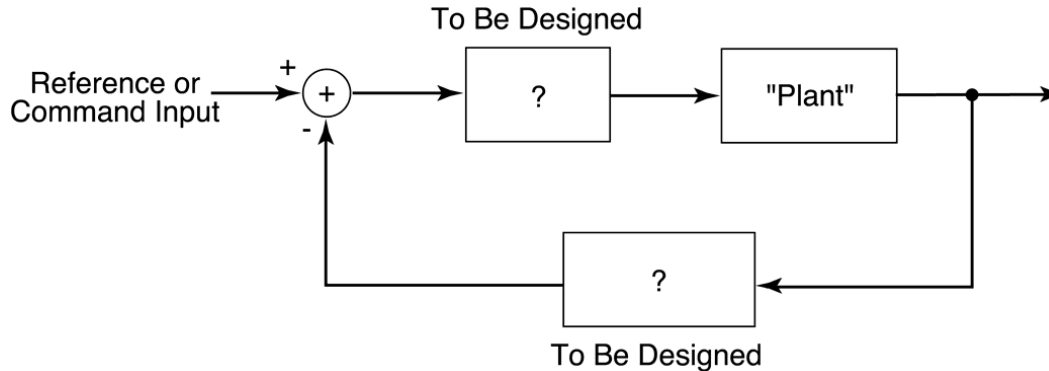 To Be Designed
Reference or
Command Input
+
+
-
?
"Plant"
?
To Be Designed